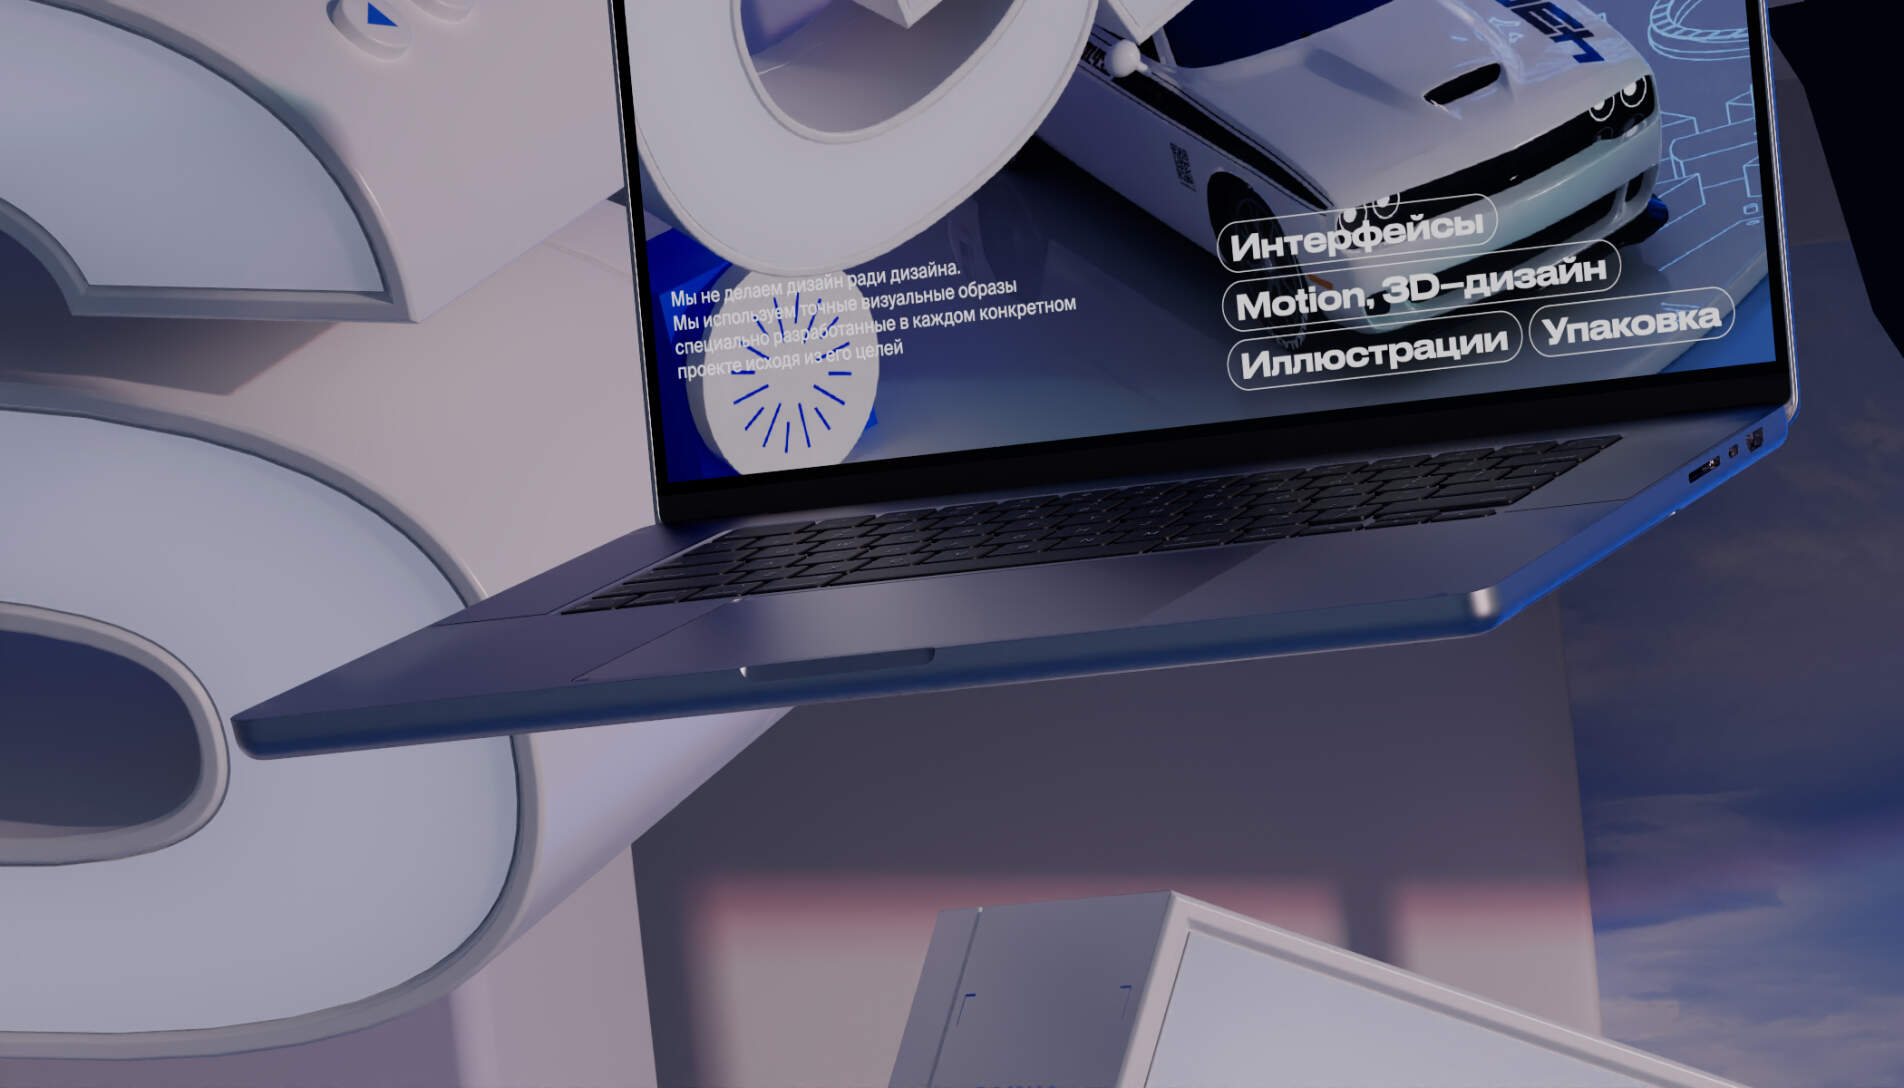 Мы не делаем дизайн ради дизайна.
Мы используем точные визуальные образы
специально разработанные в каждом конкретном
проекте исходя из его целей
Интерфейсы
Motion, 3D–дизайн
Иллюстрации
Упаковка